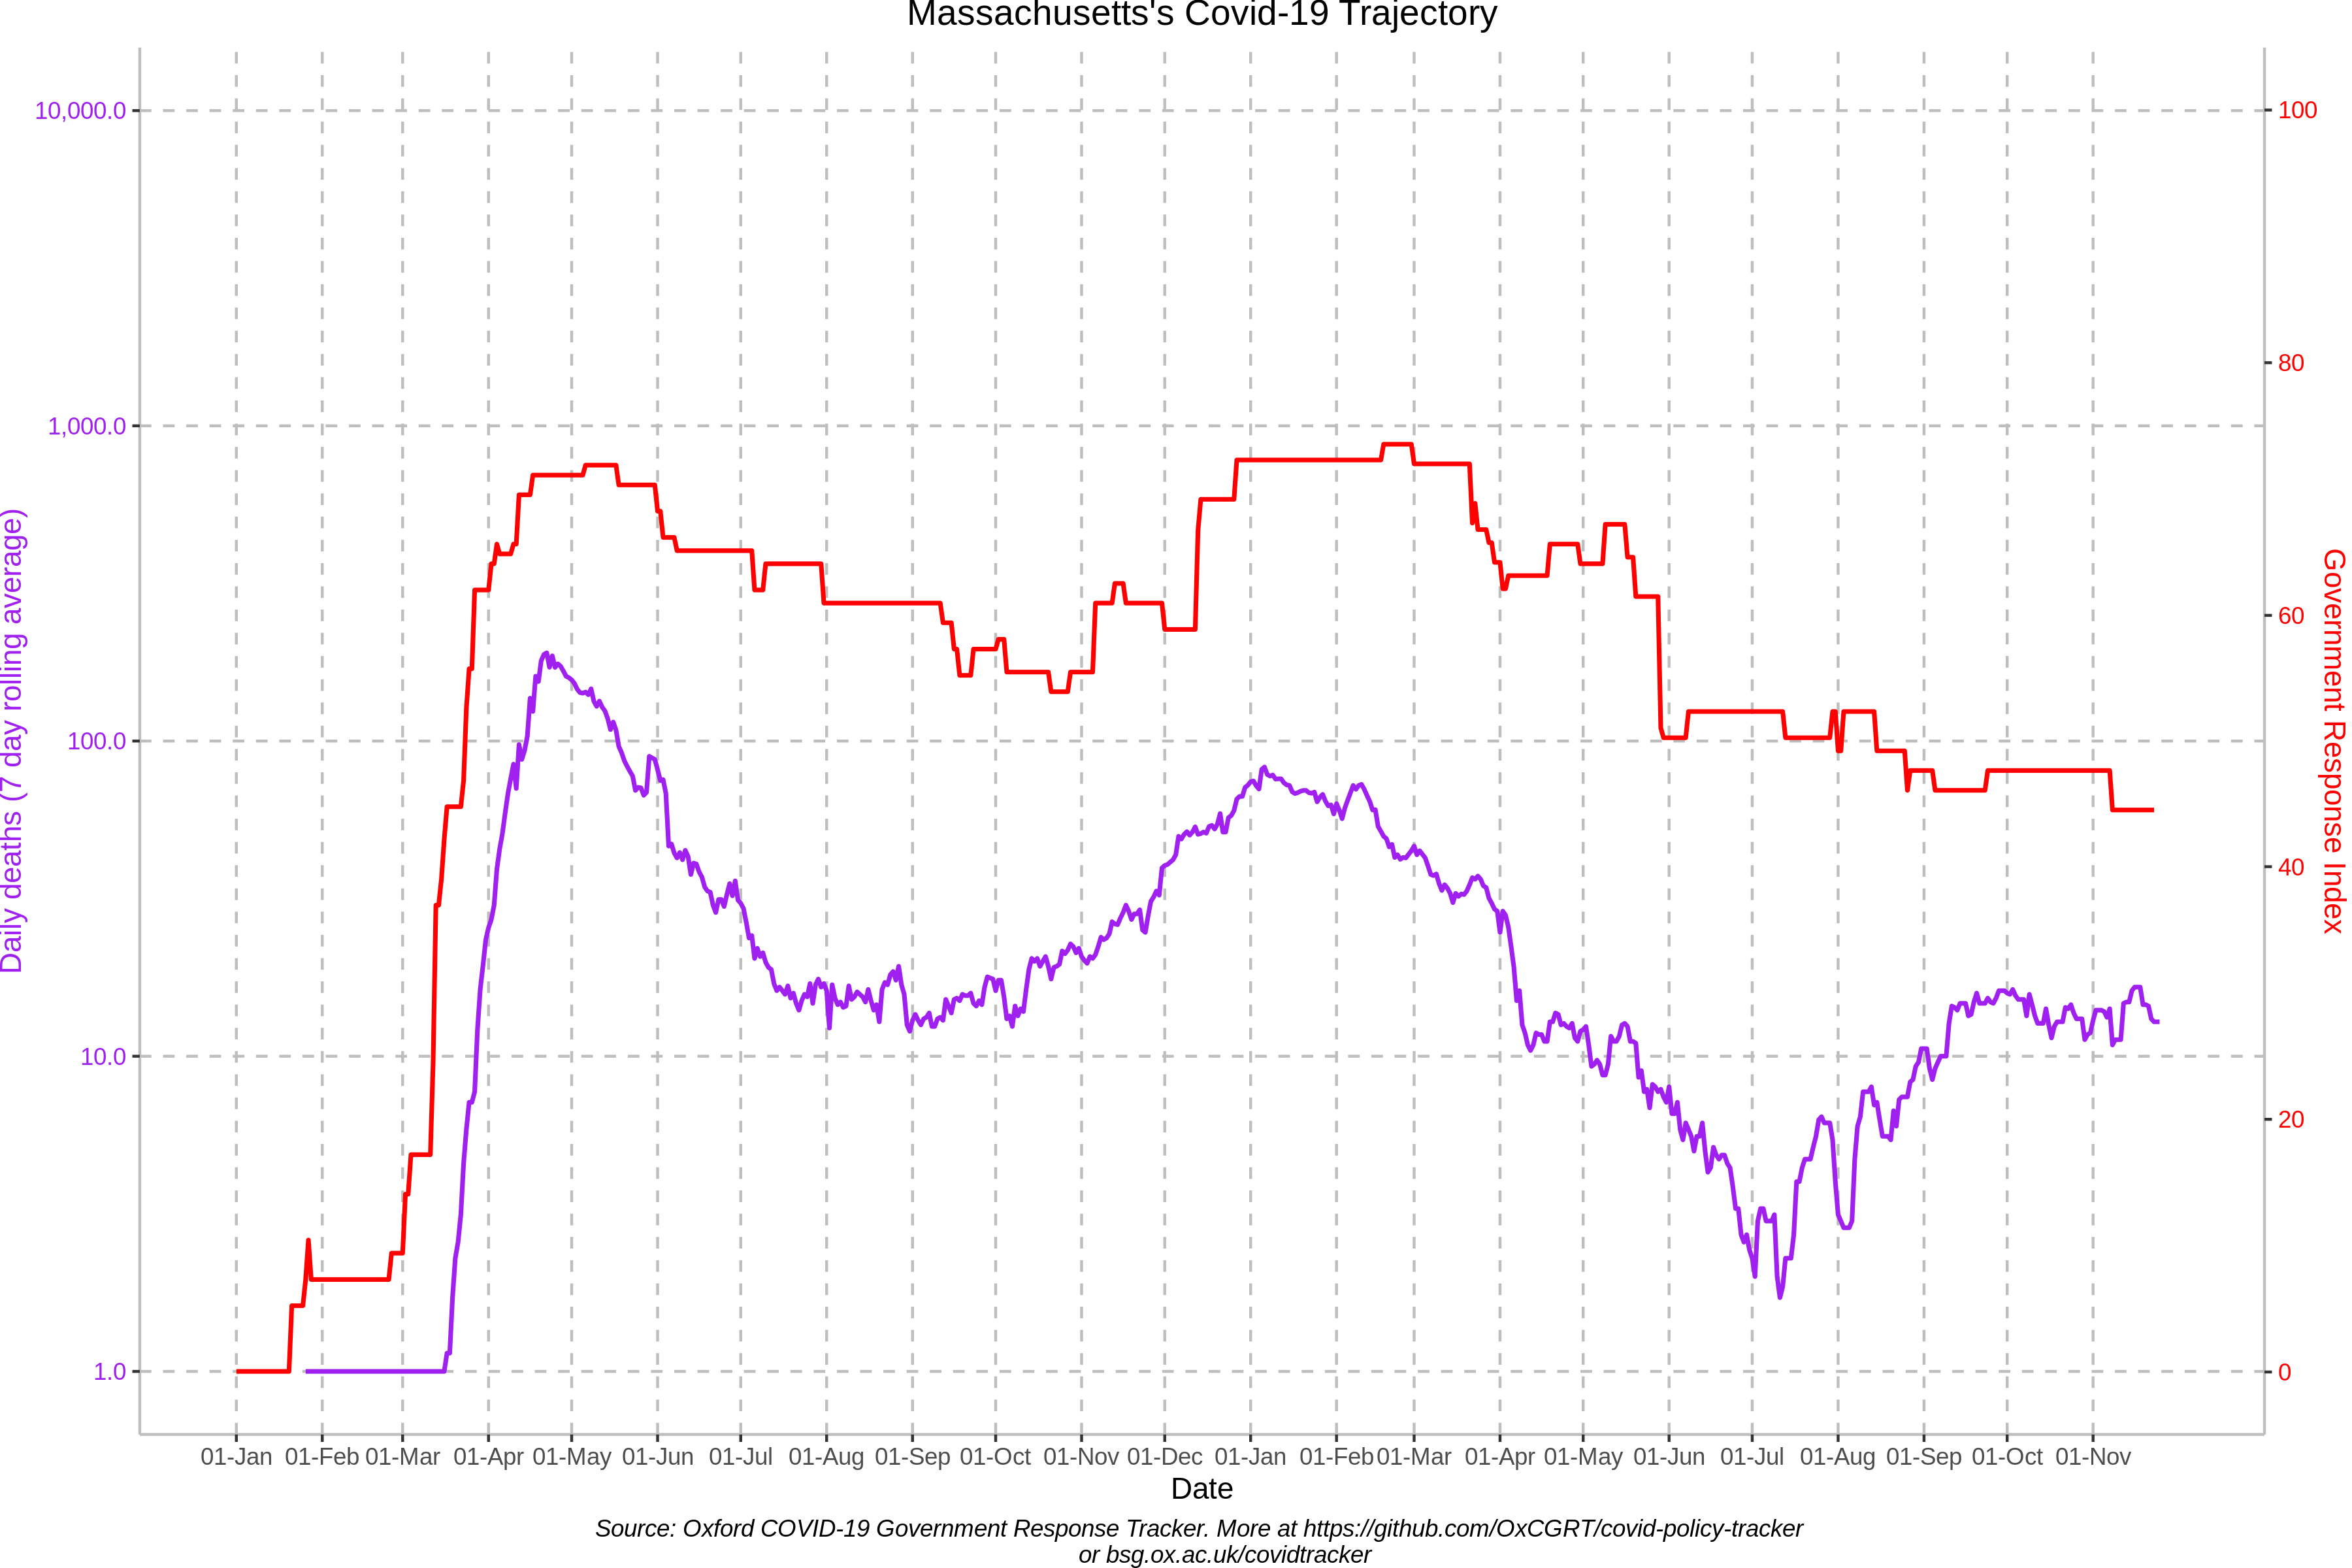 Massachusetts's Covid-19 Trajectory
10,000.0
1,000.0
100.0
10.0
1.0
Daily deaths (7 day rolling average)
100
80
60
40
20
0
Government Response Index
01-Jan 01-Feb 01-Mar 01-Apr 01-May 01-Jun 01-Jul 01-Aug 01-Sep 01-Oct 01-Nov 01-Dec 01-Jan 01-Feb 01-Mar 01-Apr 01-May 01-Jun 01-Jul 01-Aug 01-Sep 01-Oct 01-Nov
Date
Source: Oxford COVID-19 Government Response Tracker. More at https://github.com/OxCGRT/covid-policy-tracker
or bsg.ox.ac.uk/covidtracker